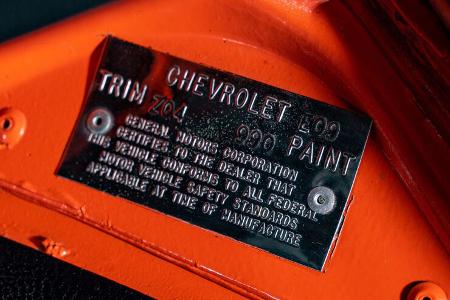 CHEVROLET
TRIM Z04 990 PAINT
GENERAL MOTORS CORPORATION
CERTIFIES TO THE DEALER THAT
THIS VEHICLE CONFORMS TO ALL FEDERAL
MOTOR VEHICLE SAFETY STANDARDS
APPLICABLE AT TIME OF MANUFACTURE